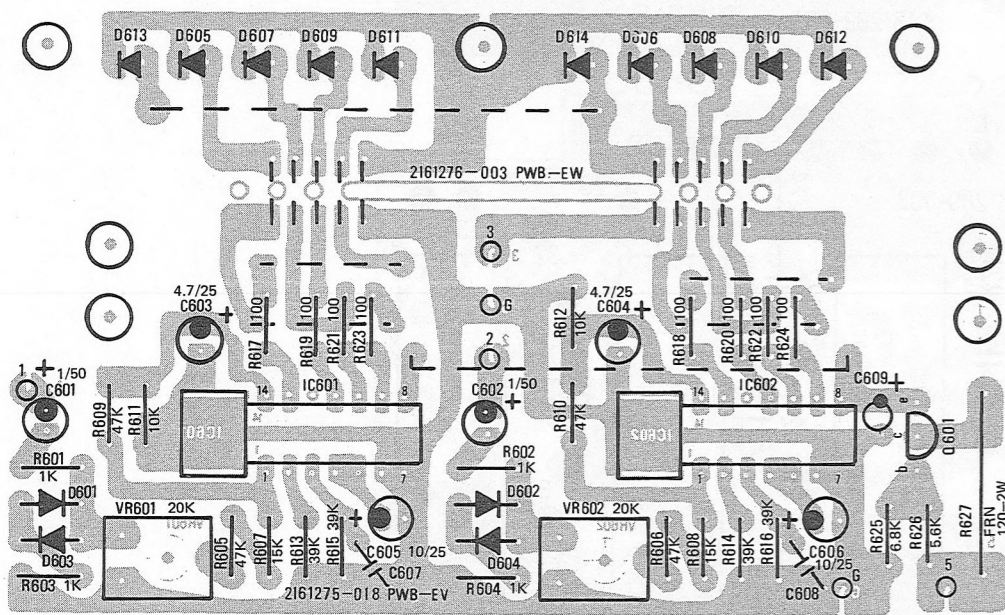 D613 D605 D607 D609 D611
D614 D606 D608 D610 D612
2161276-003 PWB-EW
3
3
G
2
2
4.7/25
C603 +
100 100 100 100
R617 R619 R621 R623
R612 10K
4.7/25
C604 +
100 100 100 100
R618 R620 R622 R624
1
+ 1/50
C601
R609 47K
R611 10K
14 IC601 8
1 7
C602 1/50
+
R610 47K
14 IC602 8
1 7
C609 +
e
c
b
Q601
R601
1K
D601
D603
R603 1K
VR601 20K
R605 47K
R607 15K
R613 39K
R615 39K
+
C605 10/25
C607
2161275-018 PWB-EV
R602
1K
D602
D604
R604 1K
VR602 20K
R606 47K
R608 15K
R614 39K
R616 39K
+
C606
10/25
C608
G
R625 6.8K
R626 5.6K
R627
FRN
120-2W
5